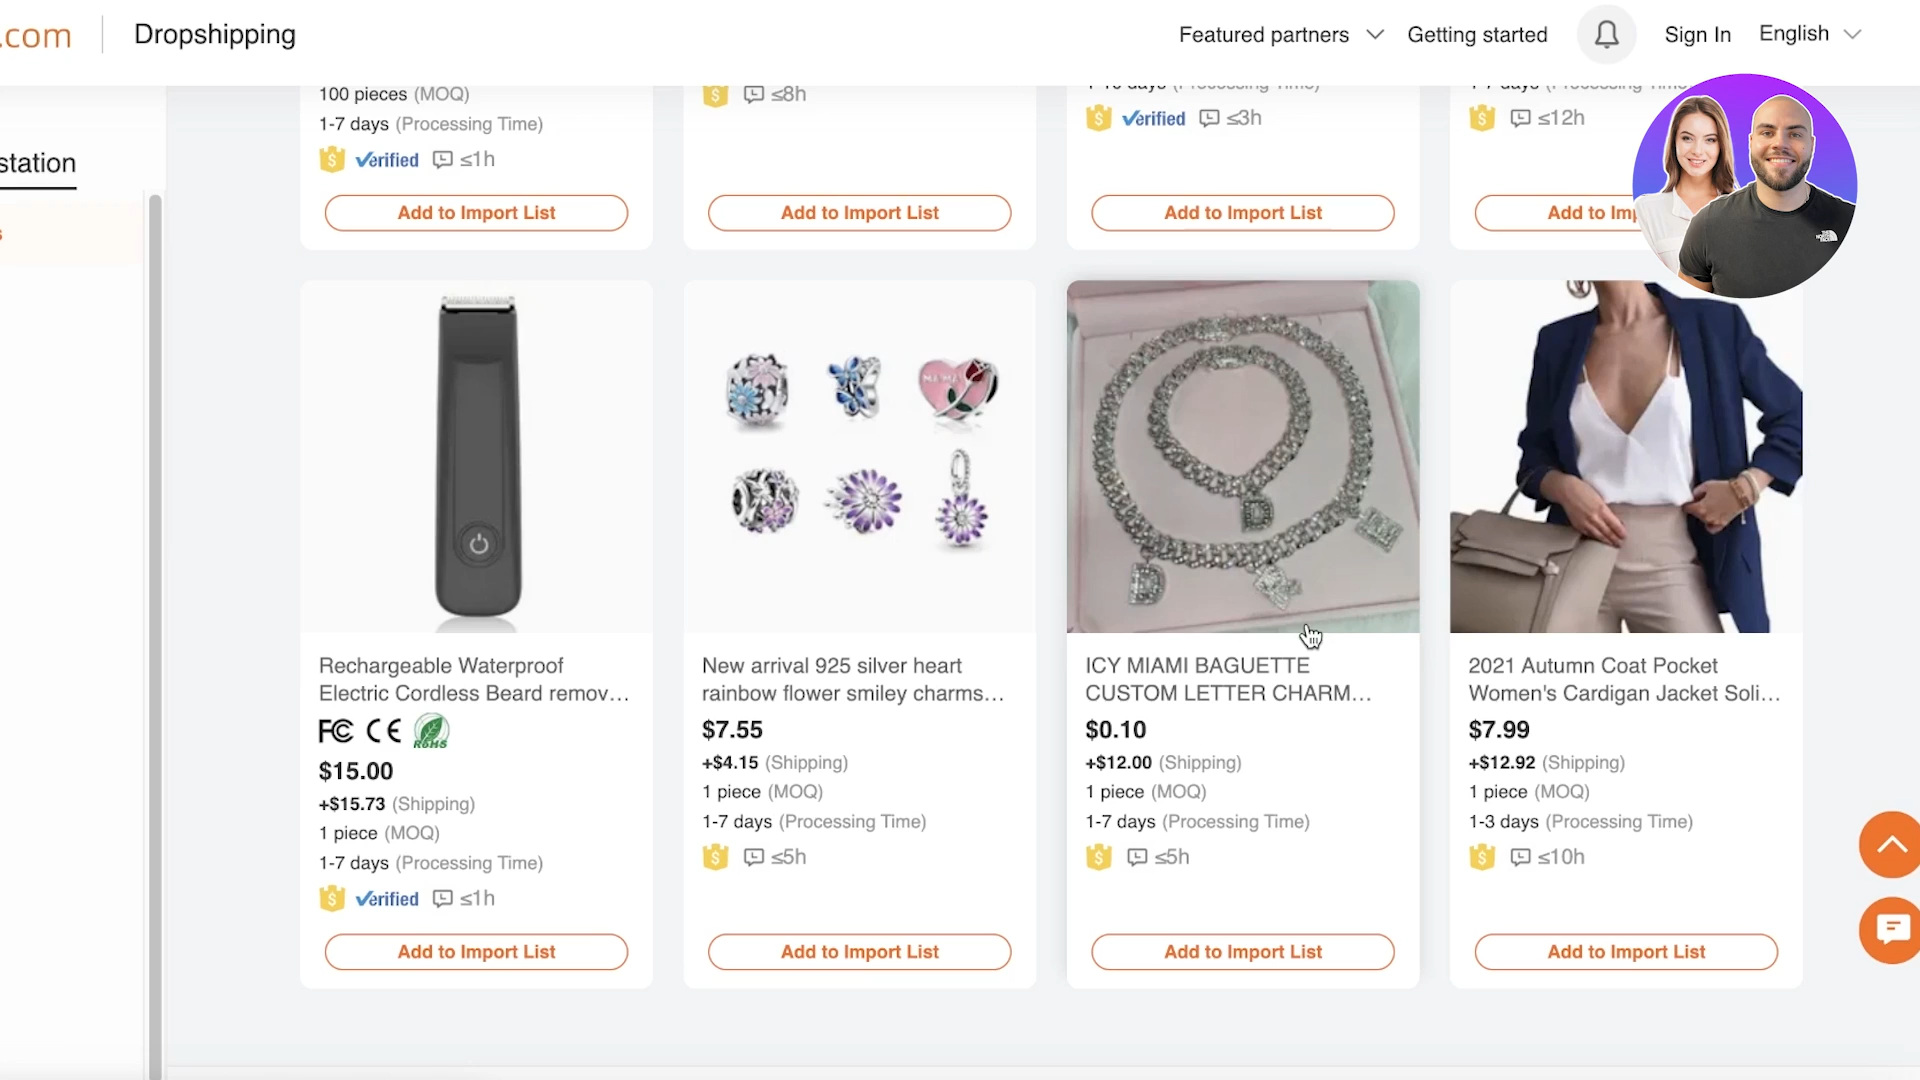 .com
Dropshipping
Featured partners
Getting started
Sign In
English
station
100 pieces (MOQ)
1-7 days (Processing Time)
Verified ≤1h
Add to Import List
≤8h
Add to Import List
Verified ≤3h
Add to Import List
≤12h
Add to Imp
THE NORTH FACE
Rechargeable Waterproof
Electric Cordless Beard remov...
FC CE RoHS
$15.00
+$15.73 (Shipping)
1 piece (MOQ)
1-7 days (Processing Time)
Verified ≤1h
Add to Import List
New arrival 925 silver heart
rainbow flower smiley charms...
$7.55
+$4.15 (Shipping)
1 piece (MOQ)
1-7 days (Processing Time)
≤5h
Add to Import List
D
D
ICY MIAMI BAGUETTE
CUSTOM LETTER CHARM...
$0.10
+$12.00 (Shipping)
1 piece (MOQ)
1-7 days (Processing Time)
≤5h
Add to Import List
2021 Autumn Coat Pocket
Women's Cardigan Jacket Soli...
$7.99
+$12.92 (Shipping)
1 piece (MOQ)
1-3 days (Processing Time)
≤10h
Add to Import List